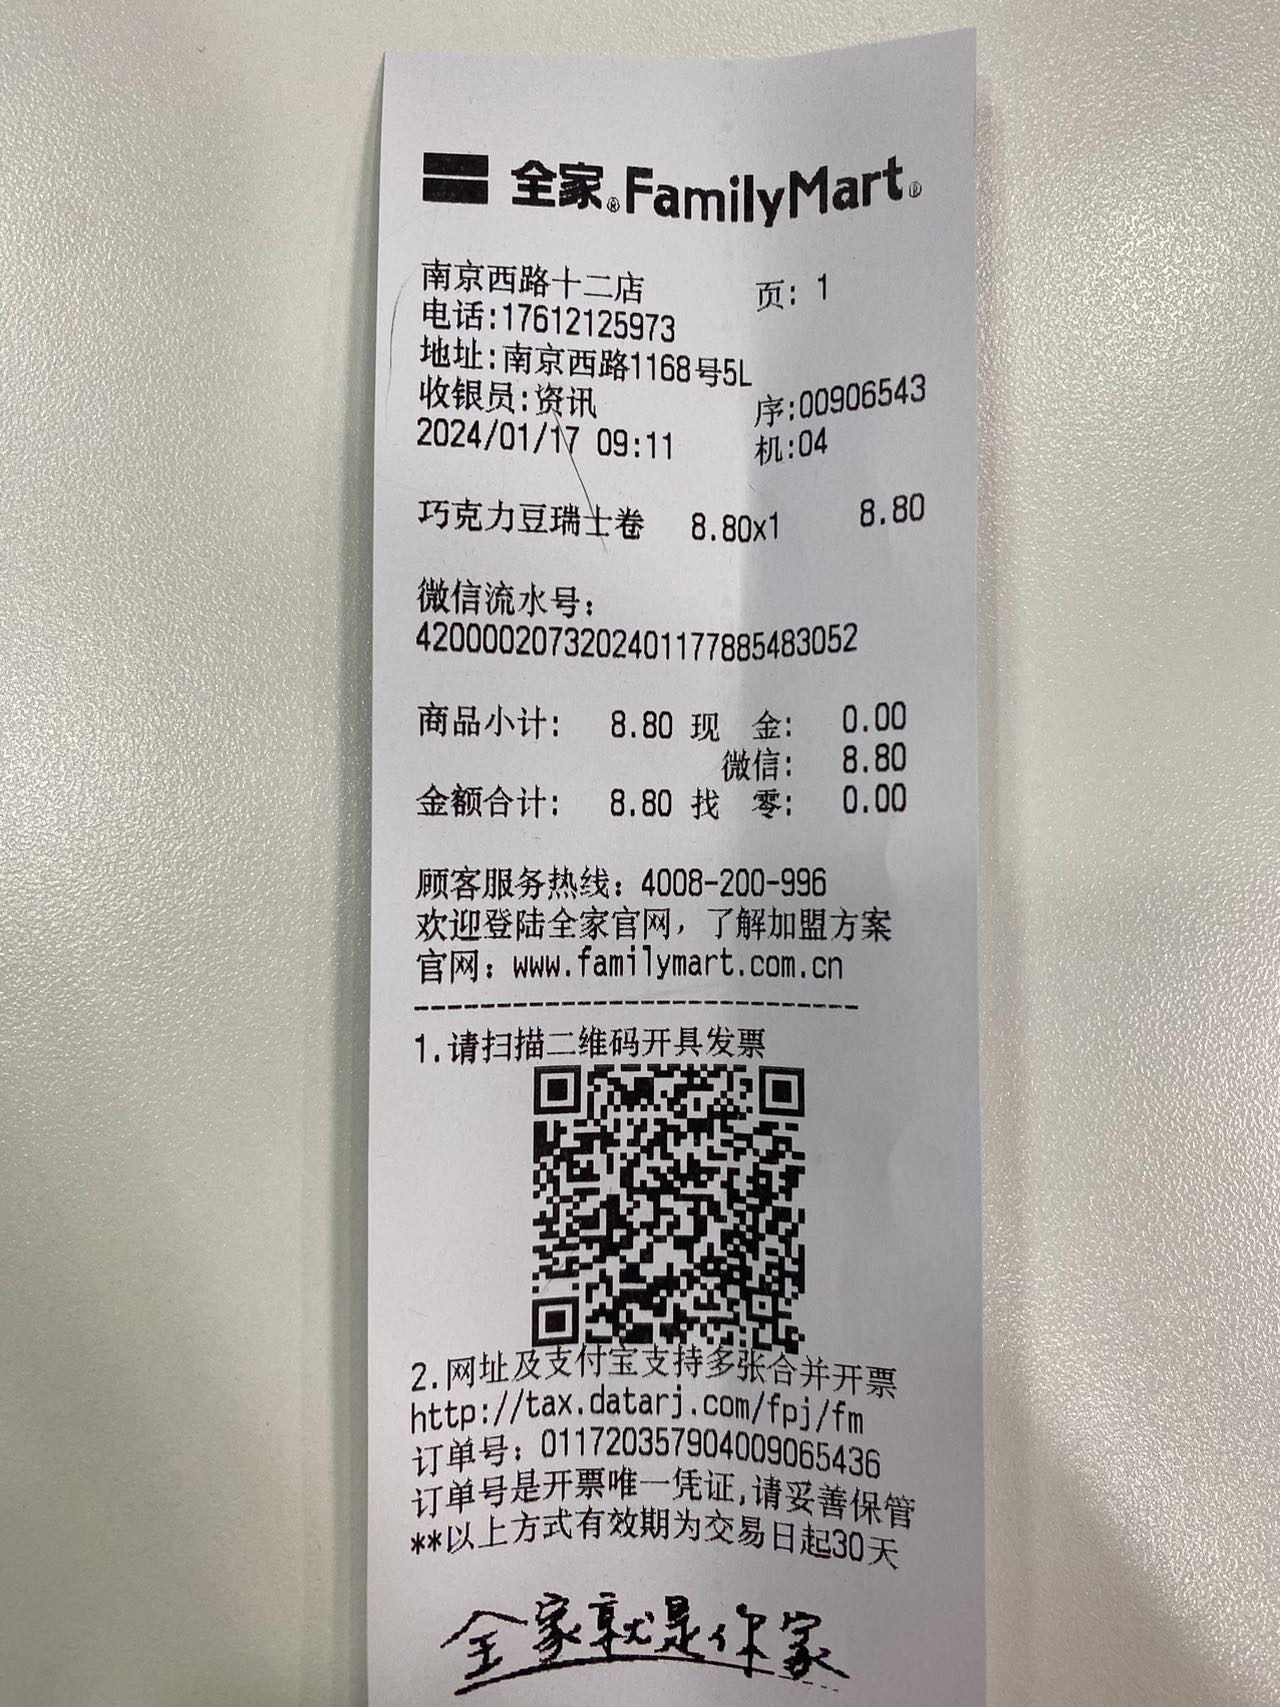 全家®FamilyMart®
南京西路十二店 页: 1
电话:17612125973
地址:南京西路1168号5L
收银员:资讯 序:00906543
2024/01/17 09:11 机:04
巧克力豆瑞士卷 8.80x1 8.80
微信流水号:
4200002073202401177885483052
商品小计: 8.80 现 金: 0.00
微信: 8.80
金额合计: 8.80 找 零: 0.00
顾客服务热线: 4008-200-996
欢迎登陆全家官网, 了解加盟方案
官网: www.familymart.com.cn
---------------------------
1.请扫描二维码开具发票
2.网址及支付宝支持多张合并开票
http://tax.datarj.com/fpj/fm
订单号: 011720357904009065436
订单号是开票唯一凭证,请妥善保管
**以上方式有效期为交易日起30天
全家就是你家